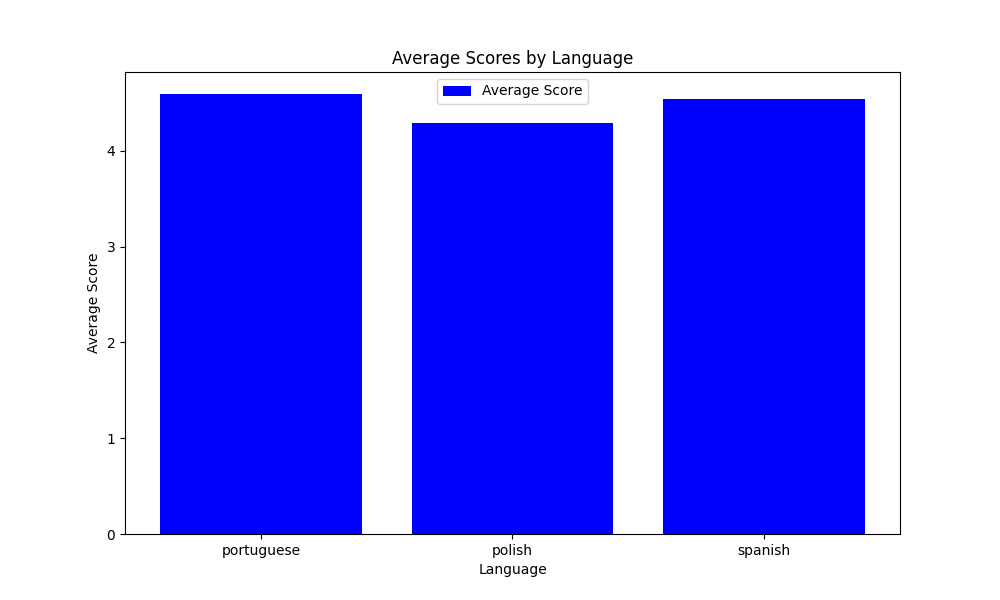 Average Scores by Language
Average Score
4
3
2
1
0
Average Score
portuguese
polish
spanish
Language